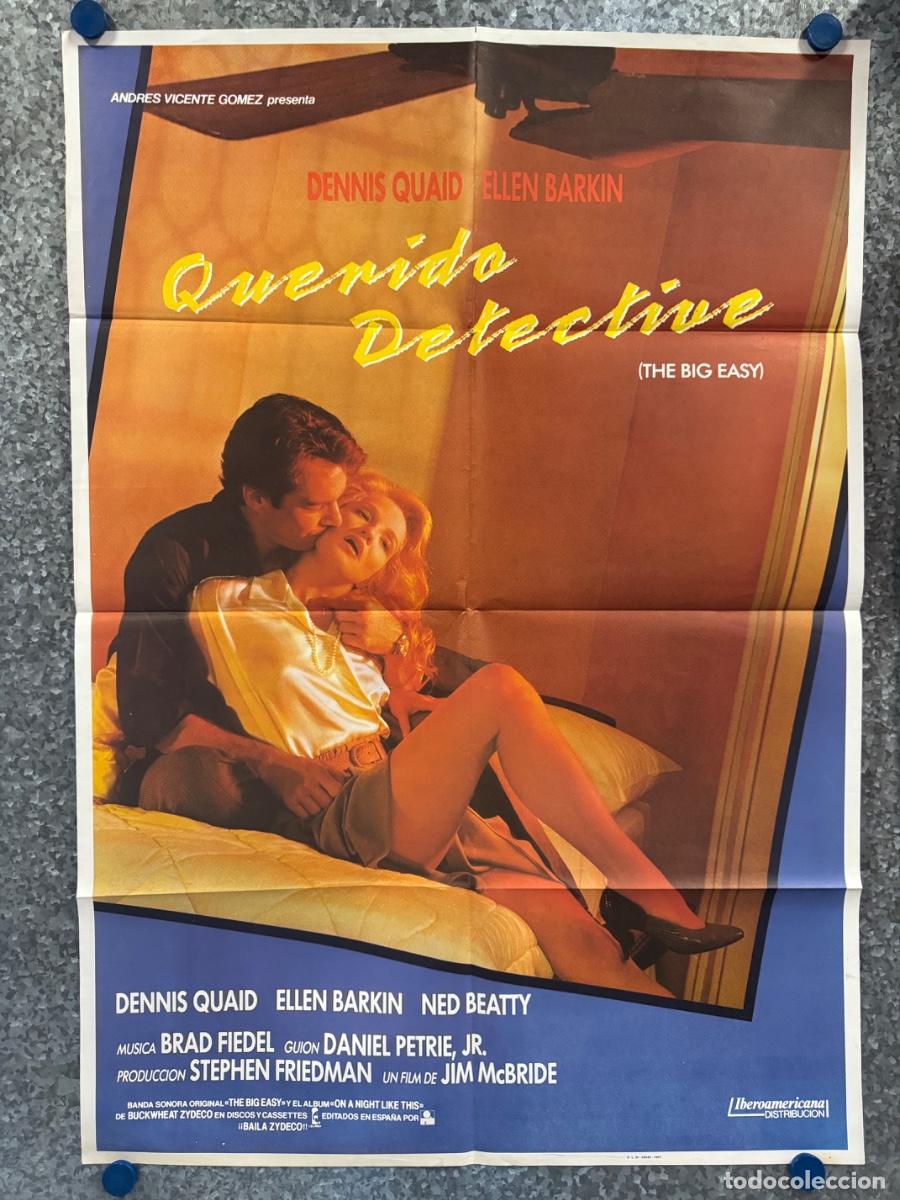 ANDRES VICENTE GOMEZ presenta
DENNIS QUAID ELLEN BARKIN
Querido
Detective
(THE BIG EASY)
DENNIS QUAID ELLEN BARKIN NED BEATTY
MUSICA BRAD FIEDEL GUION DANIEL PETRIE, JR.
PRODUCCION STEPHEN FRIEDMAN UN FILM DE JIM McBRIDE
BANDA SONORA ORIGINAL «THE BIG EASY» Y EL ALBUM «ON A NIGHT LIKE THIS»
DE BUCKWHEAT ZYDECO EN DISCOS Y CASSETTES EDITADOS EN ESPAÑA POR
¡¡BAILA ZYDECO!!
Iberoamericana
DISTRIBUCION
todocoleccion